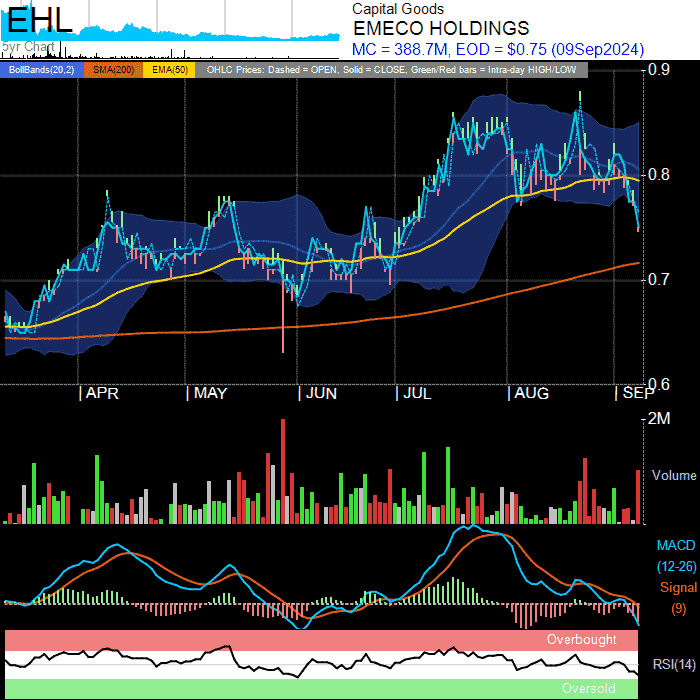 EHL
5yr Chart
Capital Goods
EMECO HOLDINGS
MC = 388.7M, EOD = $0.75 (09Sep2024)
BollBands(20,2) SMA(200) EMA(50) OHLC Prices: Dashed = OPEN, Solid = CLOSE, Green/Red bars = Intra-day HIGH/LOW
0.9
0.8
0.7
0.6
APR MAY JUN JUL AUG SEP
2M
Volume
MACD
(12-26)
Signal
(9)
Overbought
RSI(14)
Oversold